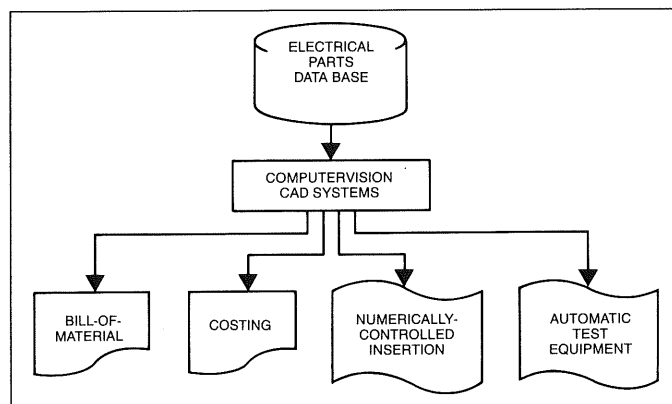 ELECTRICAL
PARTS
DATA BASE
COMPUTERVISION
CAD SYSTEMS
BILL-OF-
MATERIAL
COSTING
NUMERICALLY-
CONTROLLED
INSERTION
AUTOMATIC
TEST
EQUIPMENT